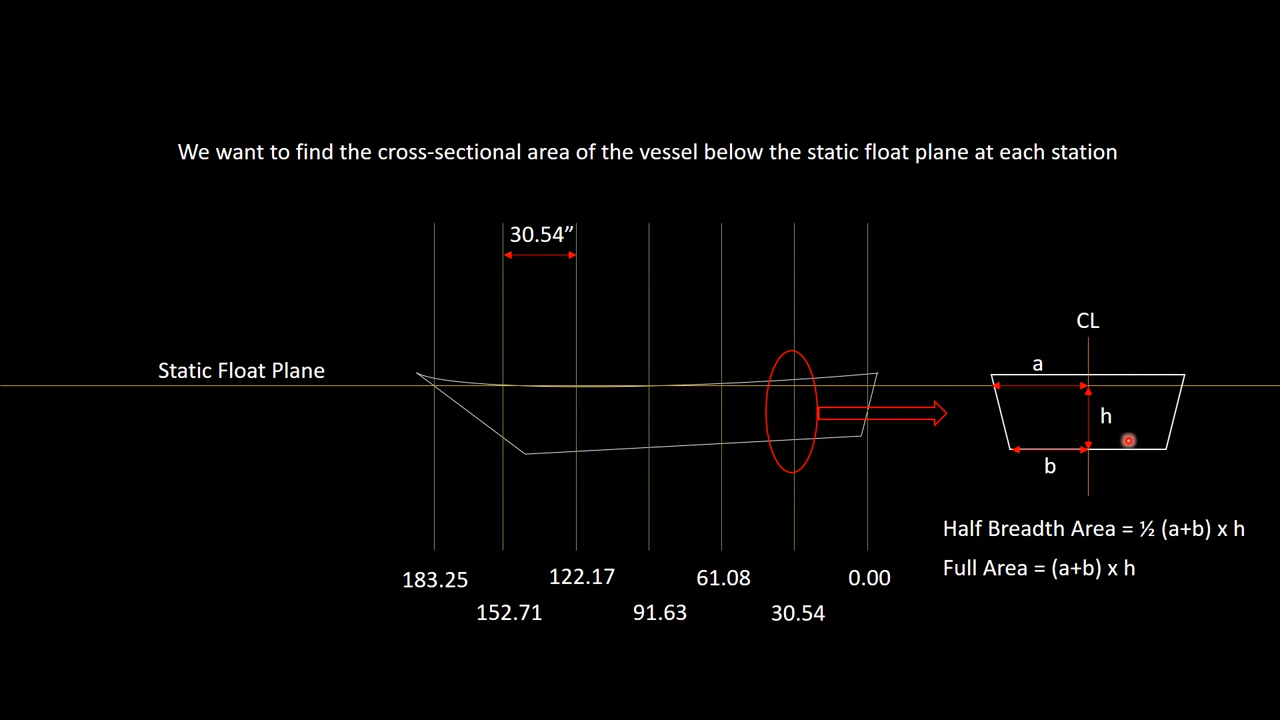 We want to find the cross-sectional area of the vessel below the static float plane at each station
30.54”
CL
Static Float Plane
a
h
b
Half Breadth Area = ½ (a+b) x h
Full Area = (a+b) x h
183.25
122.17
61.08
0.00
152.71
91.63
30.54